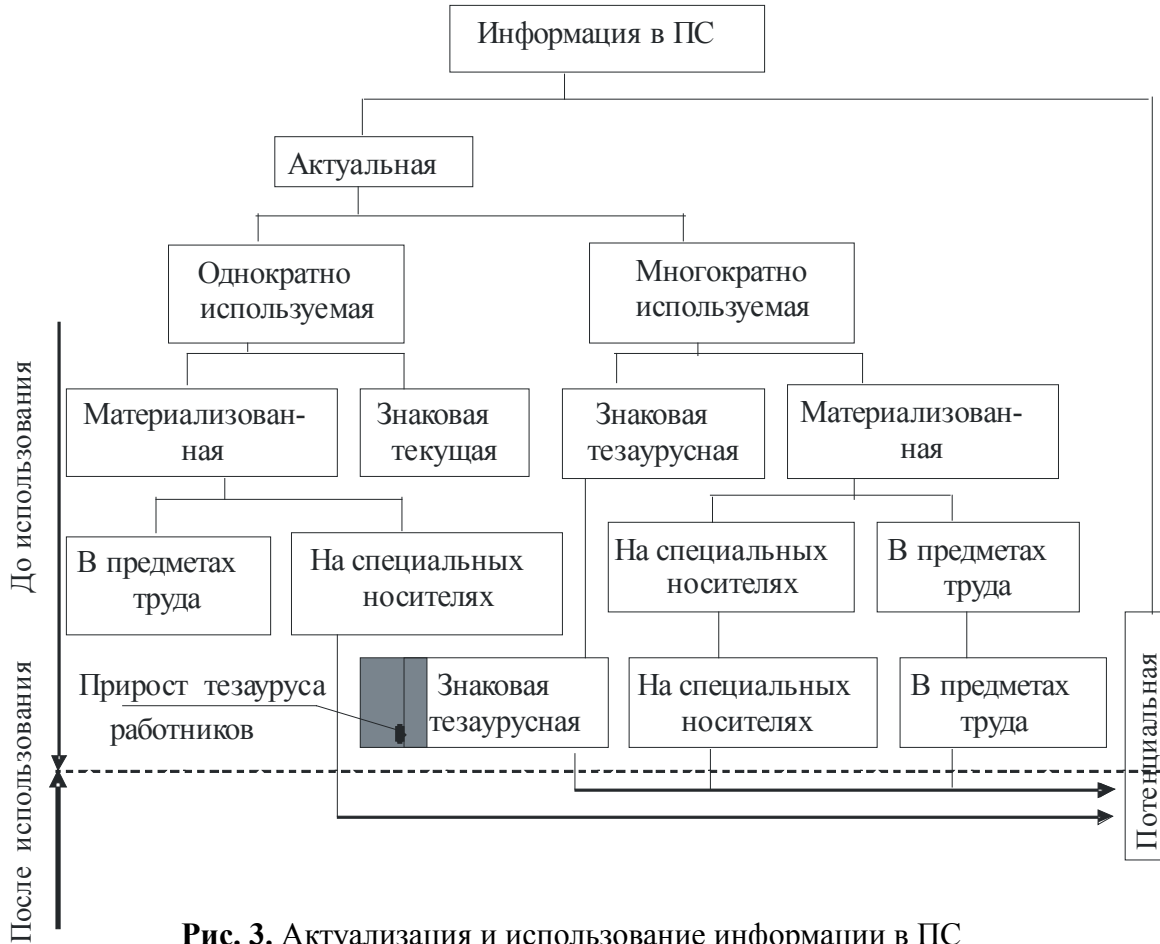 Информация в ПС
Актуальная
Однократно
используемая
Многократно
используемая
Материализован-
ная
Знаковая
текущая
Знаковая
тезаурусная
Материализован-
ная
В предметах
труда
На специальных
носителях
На специальных
носителях
В предметах
труда
Прирост тезауруса
работников
Знаковая
тезаурусная
На специальных
носителях
В предметах
труда
До использования
После использования
Потенциальная
Рис. 3. Актуализация и использование информации в ПС